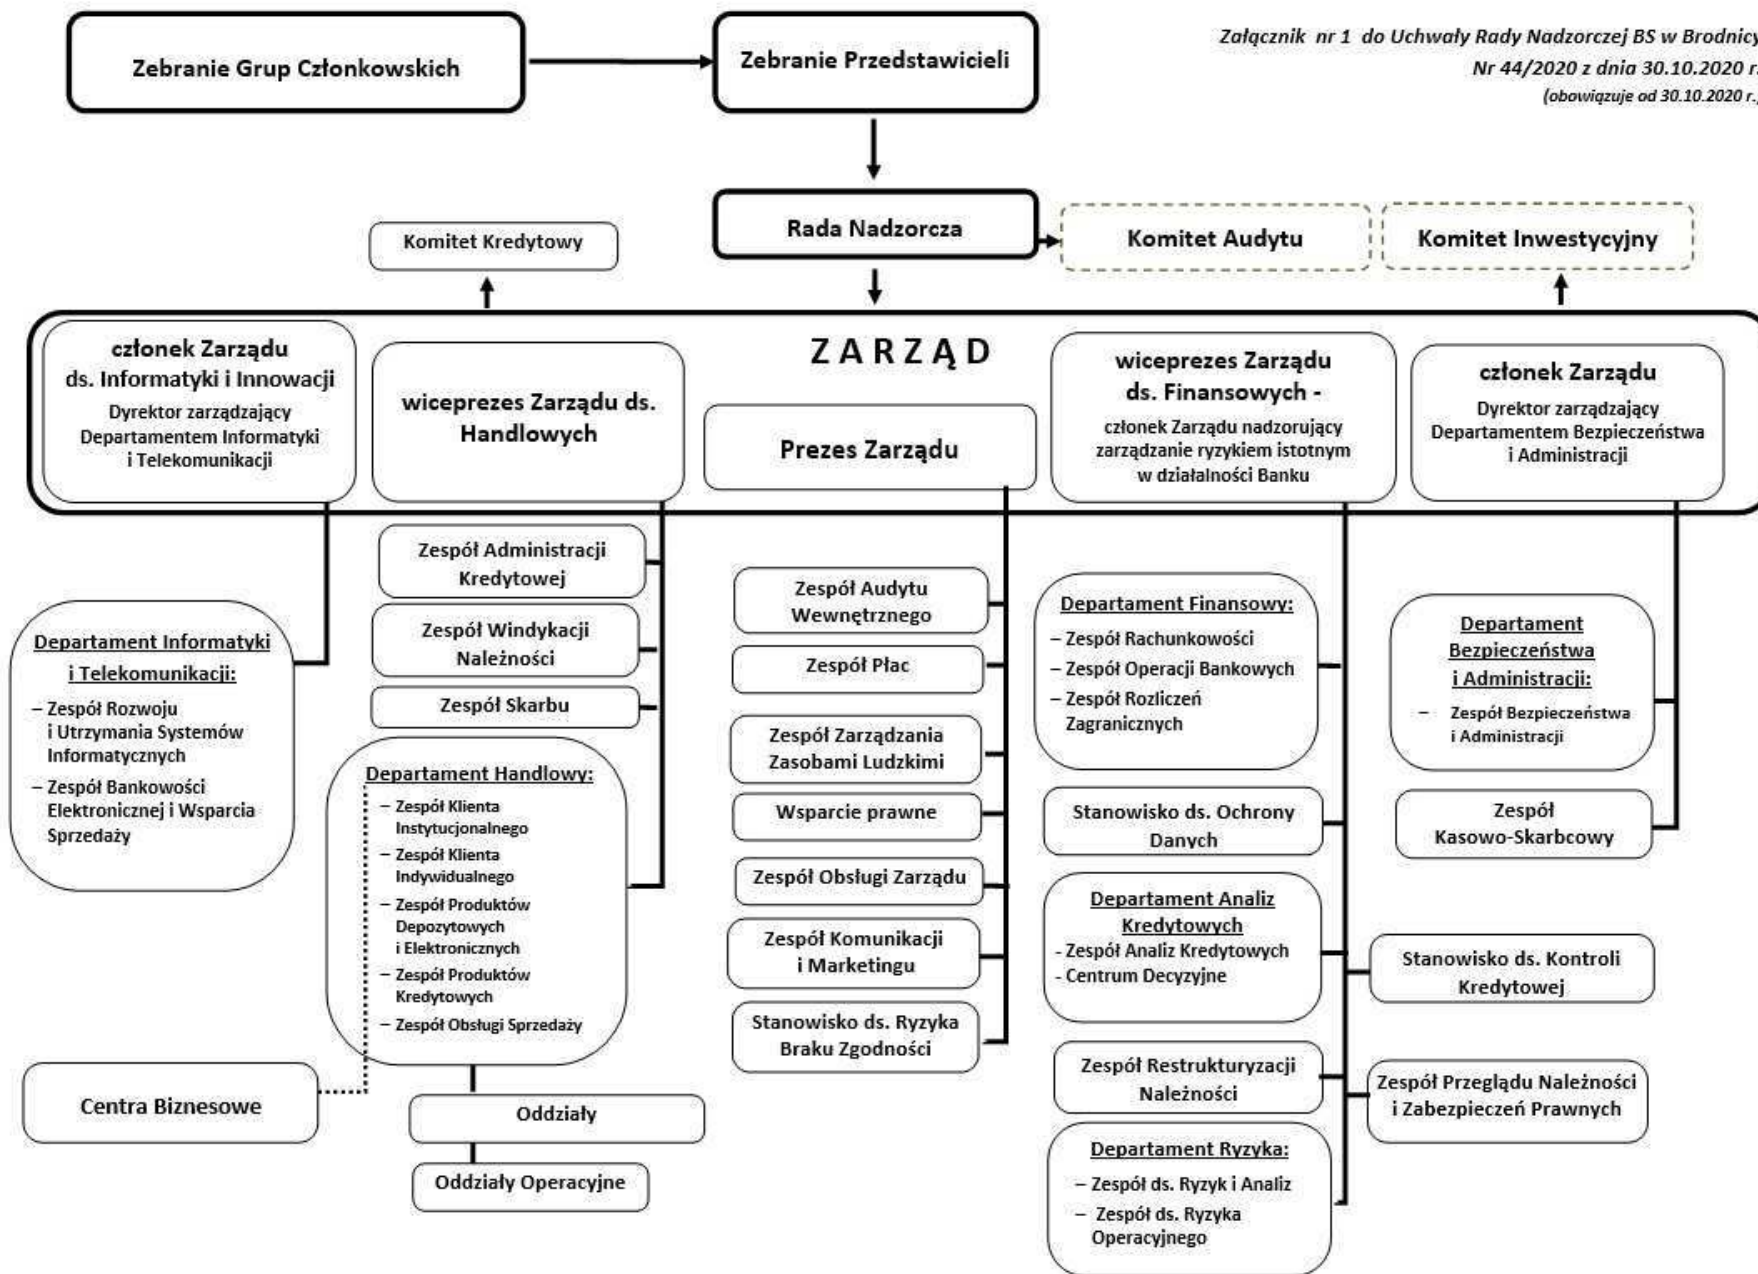 Załącznik nr 1 do Uchwały Rady Nadzorczej BS w Brodnicy
Nr 44/2020 z dnia 30.10.2020 r.
(obowiązuje od 30.10.2020 r.)
Zebranie Grup Członkowskich
Zebranie Przedstawicieli
Rada Nadzorcza
Komitet Kredytowy
Komitet Audytu
Komitet Inwestycyjny
ZARZĄD
członek Zarządu
ds. Informatyki i Innowacji
Dyrektor zarządzający
Departamentem Informatyki
i Telekomunikacji
wiceprezes Zarządu ds.
Handlowych
Prezes Zarządu
wiceprezes Zarządu
ds. Finansowych -
członek Zarządu nadzorujący
zarządzanie ryzykiem istotnym
w działalności Banku
członek Zarządu
Dyrektor zarządzający
Departamentem Bezpieczeństwa
i Administracji
Departament Informatyki
i Telekomunikacji:
– Zespół Rozwoju
i Utrzymania Systemów
Informatycznych
– Zespół Bankowości
Elektronicznej i Wsparcia
Sprzedaży
Zespół Administracji
Kredytowej
Zespół Windykacji
Należności
Zespół Skarbu
Departament Handlowy:
– Zespół Klienta
Instytucjonalnego
– Zespół Klienta
Indywidualnego
– Zespół Produktów
Depozytowych
i Elektronicznych
– Zespół Produktów
Kredytowych
– Zespół Obsługi Sprzedaży
Centra Biznesowe
Oddziały
Oddziały Operacyjne
Zespół Audytu
Wewnętrznego
Zespół Płac
Zespół Zarządzania
Zasobami Ludzkimi
Wsparcie prawne
Zespół Obsługi Zarządu
Zespół Komunikacji
i Marketingu
Stanowisko ds. Ryzyka
Braku Zgodności
Departament Finansowy:
– Zespół Rachunkowości
– Zespół Operacji Bankowych
– Zespół Rozliczeń
Zagranicznych
Stanowisko ds. Ochrony
Danych
Departament Analiz
Kredytowych
- Zespół Analiz Kredytowych
- Centrum Decyzyjne
Zespół Restrukturyzacji
Należności
Departament Ryzyka:
– Zespół ds. Ryzyk i Analiz
– Zespół ds. Ryzyka
Operacyjnego
Departament
Bezpieczeństwa
i Administracji:
– Zespół Bezpieczeństwa
i Administracji
Zespół
Kasowo-Skarbcowy
Stanowisko ds. Kontroli
Kredytowej
Zespół Przeglądu Należności
i Zabezpieczeń Prawnych